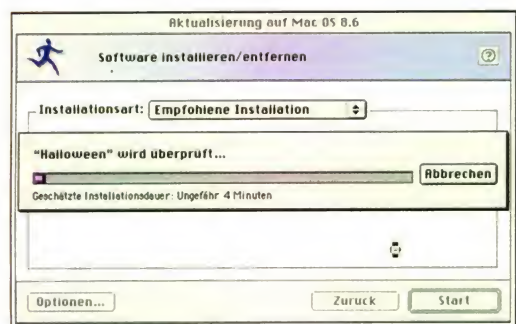 Aktualisierung auf Mac OS 8.6
Software installieren/entfernen
Installationsart: Empfohlene Installation
"Halloween" wird überprüft...
Abbrechen
Geschätzte Installationsdauer: Ungefähr 4 Minuten
Optionen...
Zurück
Start